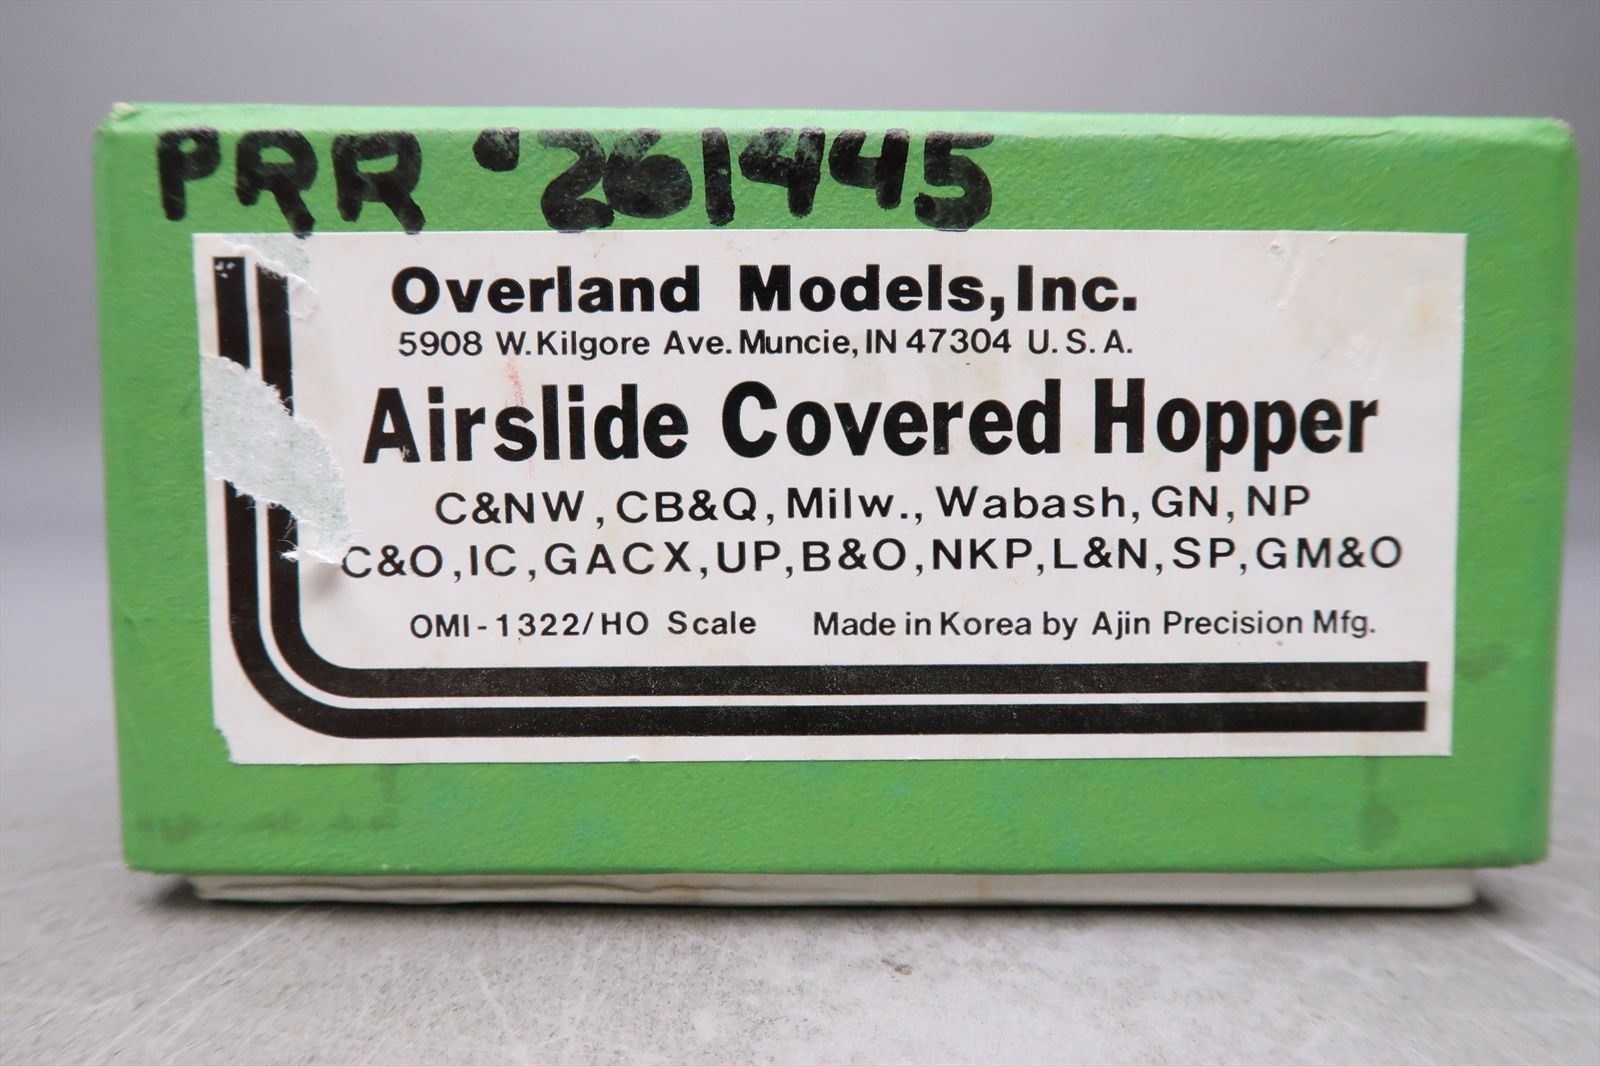 PRR '261445
Overland Models, Inc.
5908 W. Kilgore Ave. Muncie, IN 47304 U.S.A.
Airslide Covered Hopper
C&NW, CB&Q, Milw., Wabash, GN, NP
C&O, IC, GACX, UP, B&O, NKP, L&N, SP, GM&O
OMI-1322/HO Scale Made in Korea by Ajin Precision Mfg.